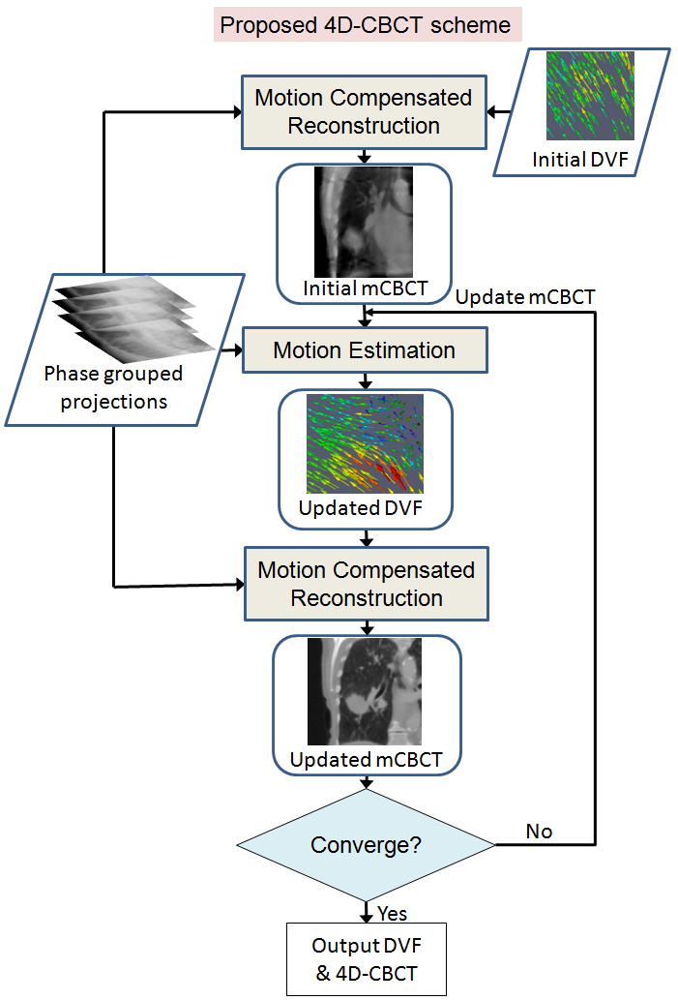 Proposed 4D-CBCT scheme
Motion Compensated
Reconstruction
Initial DVF
Initial mCBCT
Update mCBCT
Motion Estimation
Phase grouped
projections
Updated DVF
Motion Compensated
Reconstruction
Updated mCBCT
Converge?
No
Yes
Output DVF
& 4D-CBCT